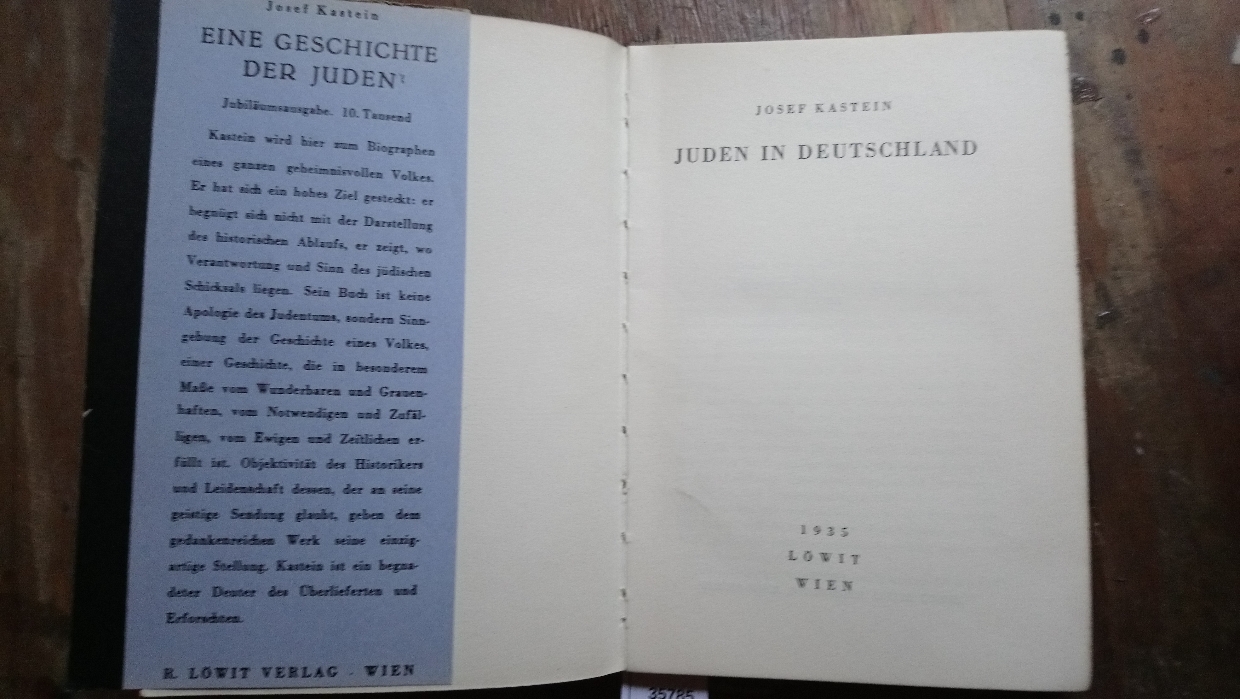 Josef Kastein
EINE GESCHICHTE
DER JUDEN
Jubiläumsausgabe. 10. Tausend
Kastein wird hier zum Biographen
eines ganzen geheimnisvollen Volkes.
Er hat sich ein hohes Ziel gesteckt: er
begnügt sich nicht mit der Darstellung
des historischen Ablaufs, er zeigt, wo
Verantwortung und Sinn des jüdischen
Schicksals liegen. Sein Buch ist keine
Apologie des Judentums, sondern Sinn-
gebung der Geschichte eines Volkes,
einer Geschichte, die in besonderem
Maße vom Wunderbaren und Grauen-
haften, vom Notwendigen und Zufäl-
ligen, vom Ewigen und Zeitlichen er-
füllt ist. Objektivität des Historikers
und Leidenschaft dessen, der an seine
geistige Sendung glaubt, geben dem
gedankenreichen Werk seine einzig-
artige Stellung. Kastein ist ein begna-
deter Deuter des Überlieferten und
Erforschten.
R. LÖWIT VERLAG - WIEN
JOSEF KASTEIN
JUDEN IN DEUTSCHLAND
1935
LÖWIT
WIEN
35785